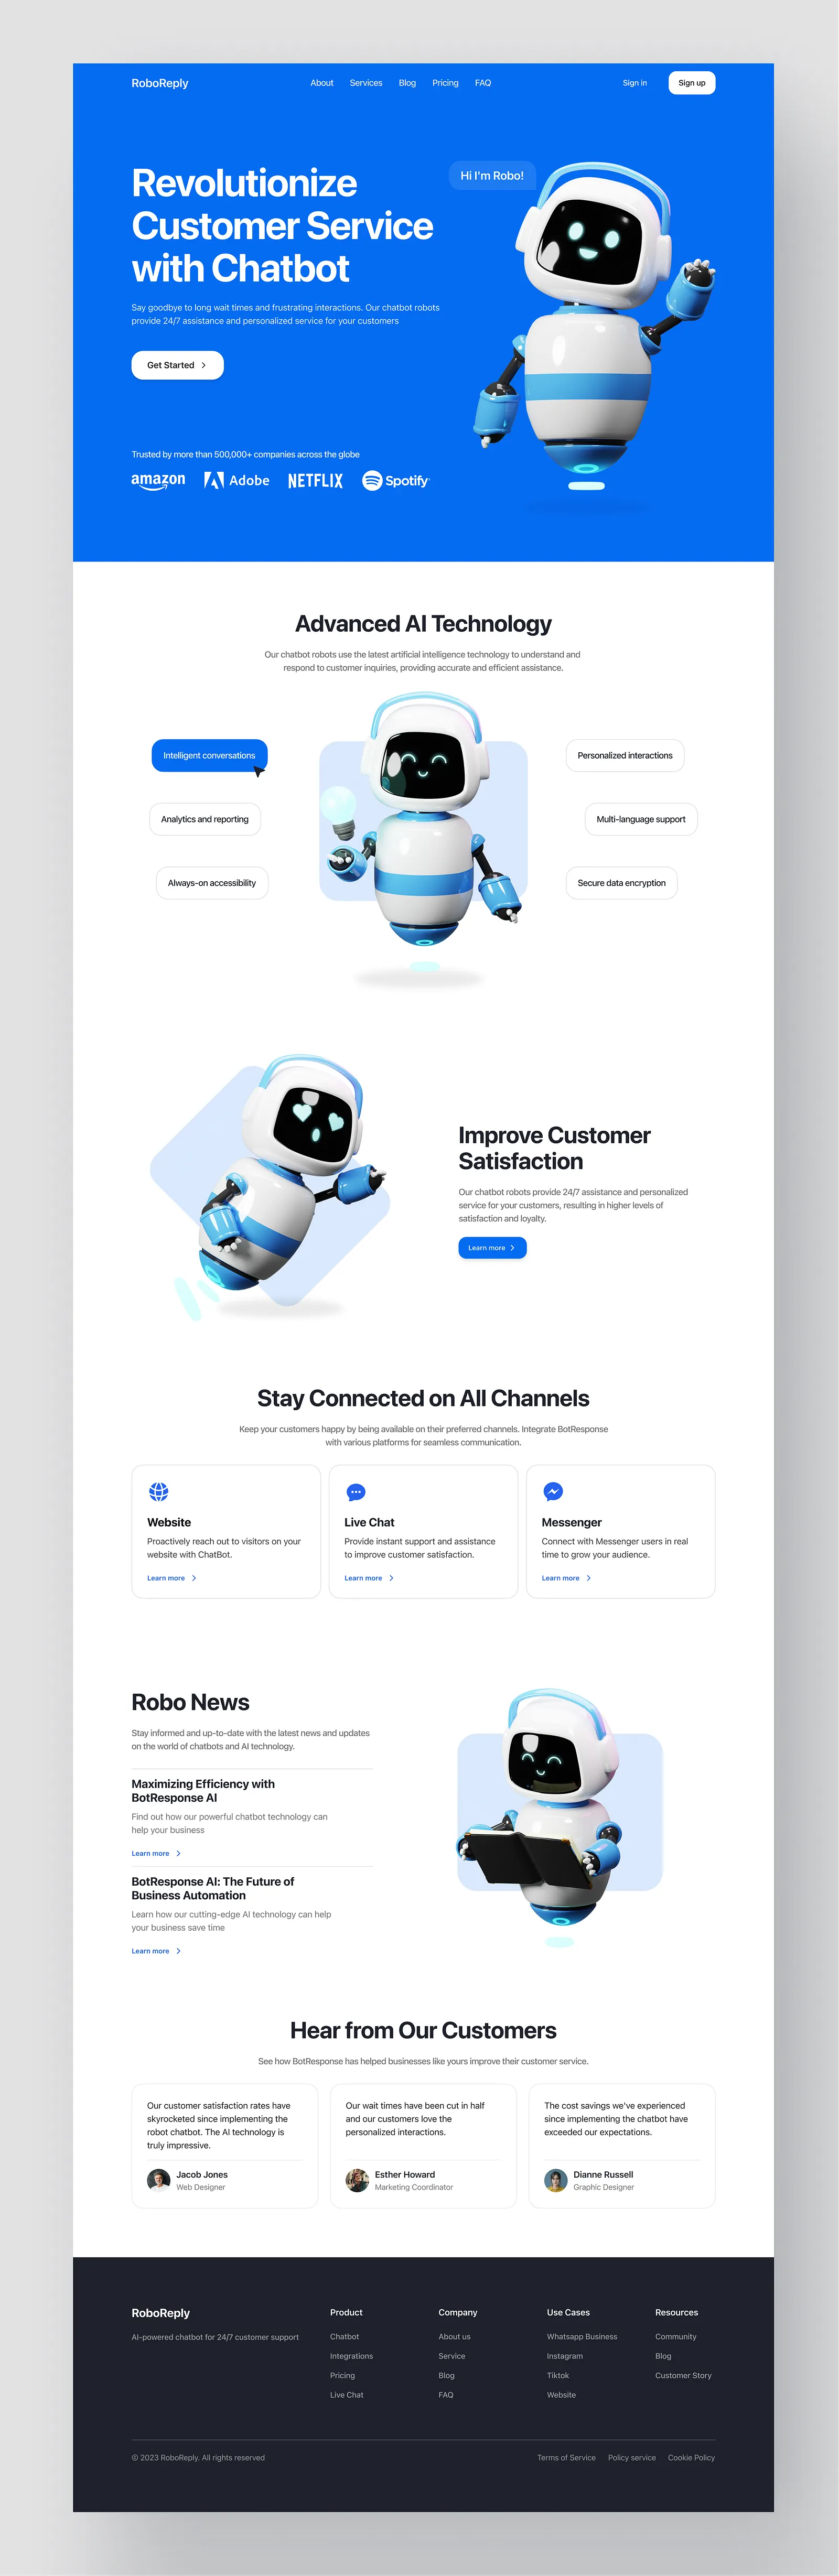 RoboReply
About Services Blog Pricing FAQ
Sign in
Sign up
Revolutionize
Customer Service
with Chatbot
Say goodbye to long wait times and frustrating interactions. Our chatbot robots
provide 24/7 assistance and personalized service for your customers
Get Started
Hi I'm Robo!
Trusted by more than 500,000+ companies across the globe
amazon Adobe NETFLIX Spotify
Advanced AI Technology
Our chatbot robots use the latest artificial intelligence technology to understand and
respond to customer inquiries, providing accurate and efficient assistance.
Intelligent conversations
Analytics and reporting
Always-on accessibility
Personalized interactions
Multi-language support
Secure data encryption
Improve Customer
Satisfaction
Our chatbot robots provide 24/7 assistance and personalized
service for your customers, resulting in higher levels of
satisfaction and loyalty.
Learn more
Stay Connected on All Channels
Keep your customers happy by being available on their preferred channels. Integrate BotResponse
with various platforms for seamless communication.
Website
Proactively reach out to visitors on your
website with ChatBot.
Learn more
Live Chat
Provide instant support and assistance
to improve customer satisfaction.
Learn more
Messenger
Connect with Messenger users in real
time to grow your audience.
Learn more
Robo News
Stay informed and up-to-date with the latest news and updates
on the world of chatbots and AI technology.
Maximizing Efficiency with
BotResponse AI
Find out how our powerful chatbot technology can
help your business
Learn more
BotResponse AI: The Future of
Business Automation
Learn how our cutting-edge AI technology can help
your business save time
Learn more
Hear from Our Customers
See how BotResponse has helped businesses like yours improve their customer service.
Our customer satisfaction rates have
skyrocketed since implementing the
robot chatbot. The AI technology is
truly impressive.
Jacob Jones
Web Designer
Our wait times have been cut in half
and our customers love the
personalized interactions.
Esther Howard
Marketing Coordinator
The cost savings we've experienced
since implementing the chatbot have
exceeded our expectations.
Dianne Russell
Graphic Designer
RoboReply
AI-powered chatbot for 24/7 customer support
Product
Chatbot
Integrations
Pricing
Live Chat
Company
About us
Service
Blog
FAQ
Use Cases
Whatsapp Business
Instagram
Tiktok
Website
Resources
Community
Blog
Customer Story
© 2023 RoboReply. All rights reserved
Terms of Service Policy service Cookie Policy